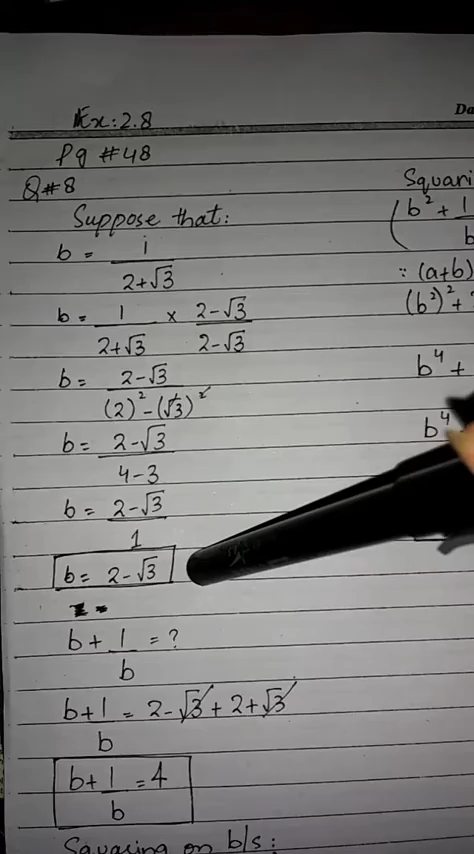 Da
Ex: 2.8
Pg #48
Q#8
Suppose that:
b = 1/(2+√3)
b = 1/(2+√3) × (2-√3)/(2-√3)
b = (2-√3)/((2)²-(√3)²)
b = (2-√3)/(4-3)
b = (2-√3)/1
b = 2-√3
b + 1/b = ?
b+1/b = 2-√3+2+√3
b+1/b = 4
Squaring on b/s:
Squari
(b² + 1/b
∵ (a+b)
(b²)² +
b⁴ +
b⁴